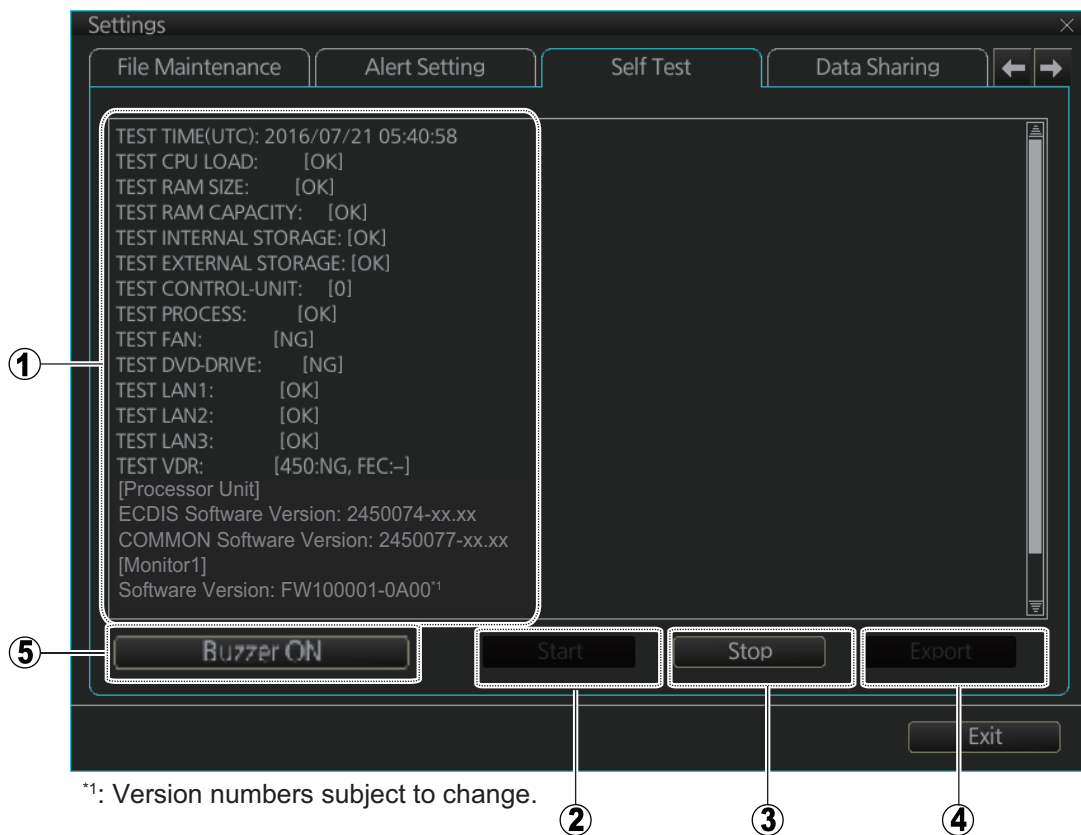 Settings
File Maintenance Alert Setting Self Test Data Sharing
TEST TIME(UTC): 2016/07/21 05:40:58
TEST CPU LOAD: [OK]
TEST RAM SIZE: [OK]
TEST RAM CAPACITY: [OK]
TEST INTERNAL STORAGE: [OK]
TEST EXTERNAL STORAGE: [OK]
TEST CONTROL-UNIT: [0]
TEST PROCESS: [OK]
TEST FAN: [NG]
TEST DVD-DRIVE: [NG]
TEST LAN1: [OK]
TEST LAN2: [OK]
TEST LAN3: [OK]
TEST VDR: [450:NG, FEC:–]
[Processor Unit]
ECDIS Software Version: 2450074-xx.xx
COMMON Software Version: 2450077-xx.xx
[Monitor1]
Software Version: FW100001-0A00*1
1
5
Buzzer ON Start Stop Export
Exit
*1: Version numbers subject to change.
2 3 4